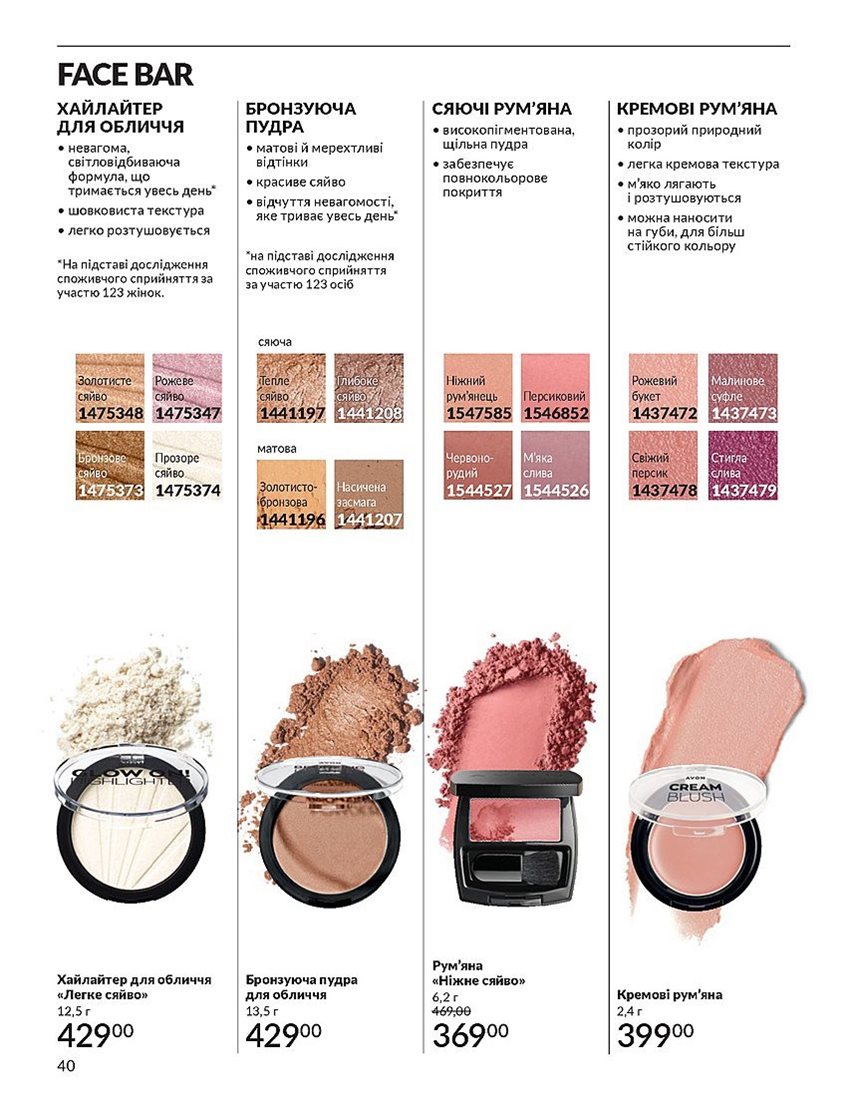 FACE BAR
ХАЙЛАЙТЕР
ДЛЯ ОБЛИЧЧЯ
• невагома,
світловідбиваюча
формула, що
тримається увесь день*
• шовковиста текстура
• легко розтушовується
*На підставі дослідження
споживчого сприйняття за
участю 123 жінок.
Золотисте
сяйво
1475348
Рожеве
сяйво
1475347
Бронзове
сяйво
1475373
Прозоре
сяйво
1475374
GLOW ON!
HIGHLIGHTER
Хайлайтер для обличчя
«Легке сяйво»
12,5 г
42900
БРОНЗУЮЧА
ПУДРА
• матові й мерехтливі
відтінки
• красиве сяйво
• відчуття невагомості,
яке триває увесь день*
*на підставі дослідження
споживчого сприйняття
за участю 123 осіб
сяюча
Тепле
сяйво
1441197
Глибоке
сяйво
1441208
матова
Золотисто-
бронзова
1441196
Насичена
засмага
1441207
AVON
Бронзуюча пудра
для обличчя
13,5 г
42900
СЯЮЧІ РУМ’ЯНА
• високопігментована,
щільна пудра
• забезпечує
повнокольорове
покриття
Ніжний
рум’янець
1547585
Персиковий
1546852
Червоно-
рудий
1544527
М’яка
слива
1544526
Рум’яна
«Ніжне сяйво»
6,2 г
469,00
36900
КРЕМОВІ РУМ’ЯНА
• прозорий природний
колір
• легка кремова текстура
• м’яко лягають
і розтушовуються
• можна наносити
на губи, для більш
стійкого кольору
Рожевий
букет
1437472
Малинове
суфле
1437473
Свіжий
персик
1437478
Стигла
слива
1437479
AVON
CREAM
BLUSH
Кремові рум’яна
2,4 г
39900
40